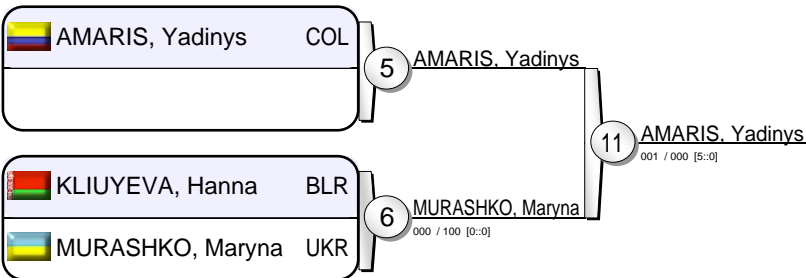 AMARIS, Yadinys COL
5
AMARIS, Yadinys
11
AMARIS, Yadinys
001 / 000 [5::0]
KLIUYEVA, Hanna BLR
MURASHKO, Maryna UKR
6
MURASHKO, Maryna
000 / 100 [0::0]